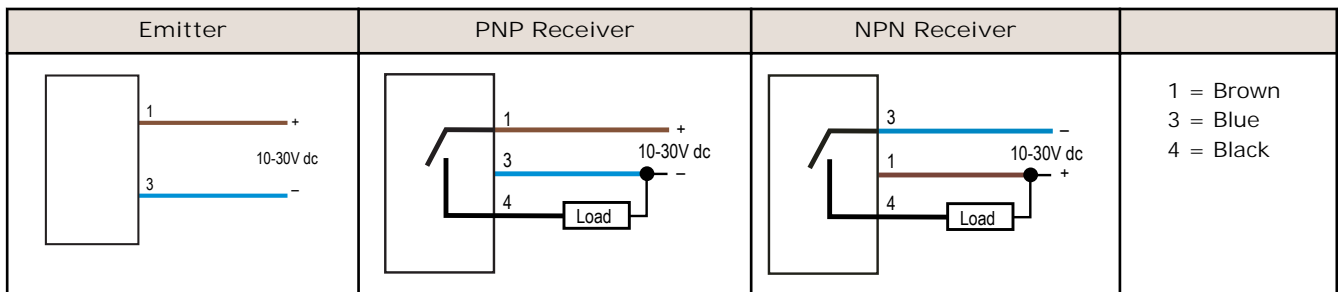 Emitter
PNP Receiver
NPN Receiver
1
+
10-30V dc
3
–
1
+
10-30V dc
3
–
4
Load
3
–
10-30V dc
1
+
4
Load
1 = Brown
3 = Blue
4 = Black